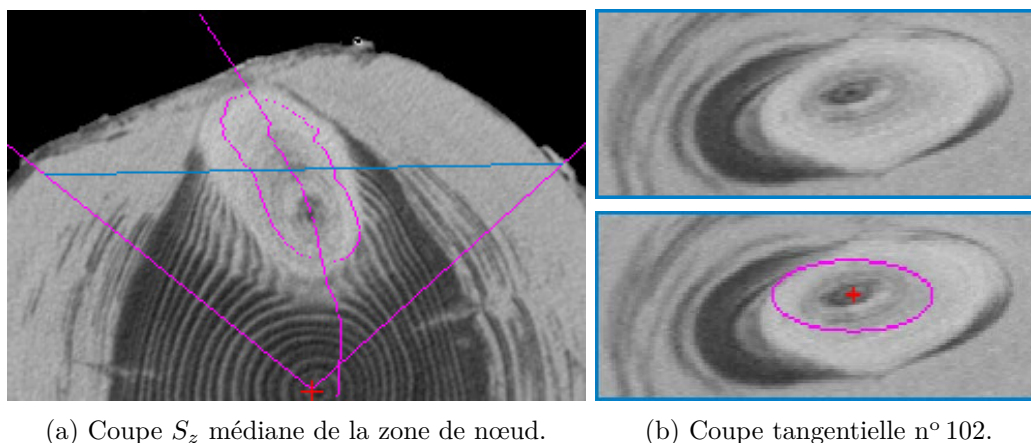 (a) Coupe S_z médiane de la zone de nœud.
(b) Coupe tangentielle nº 102.